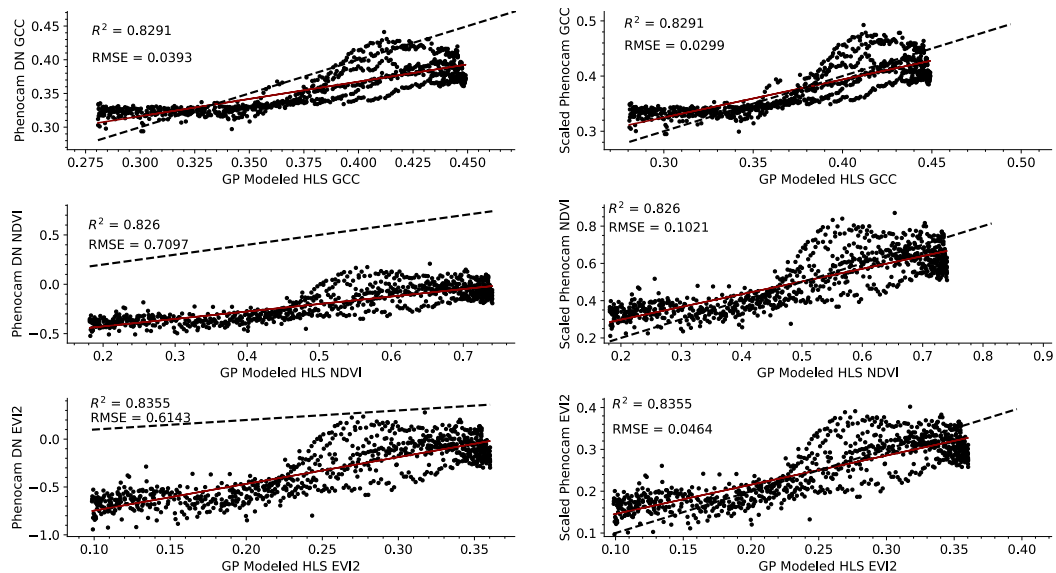 R² = 0.8291
RMSE = 0.0393
Phenocam DN GCC
0.45
0.40
0.35
0.30
0.275 0.300 0.325 0.350 0.375 0.400 0.425 0.450
GP Modeled HLS GCC
R² = 0.8291
RMSE = 0.0299
Scaled Phenocam GCC
0.5
0.4
0.3
0.30 0.35 0.40 0.45 0.50
GP Modeled HLS GCC
R² = 0.826
RMSE = 0.7097
Phenocam DN NDVI
0.5
0.0
−0.5
0.2 0.3 0.4 0.5 0.6 0.7
GP Modeled HLS NDVI
R² = 0.826
RMSE = 0.1021
Scaled Phenocam NDVI
0.8
0.6
0.4
0.2
0.2 0.3 0.4 0.5 0.6 0.7 0.8 0.9
GP Modeled HLS NDVI
R² = 0.8355
RMSE = 0.6143
Phenocam DN EVI2
0.0
−0.5
−1.0
0.10 0.15 0.20 0.25 0.30 0.35
GP Modeled HLS EVI2
R² = 0.8355
RMSE = 0.0464
Scaled Phenocam EVI2
0.4
0.3
0.2
0.1
0.10 0.15 0.20 0.25 0.30 0.35 0.40
GP Modeled HLS EVI2